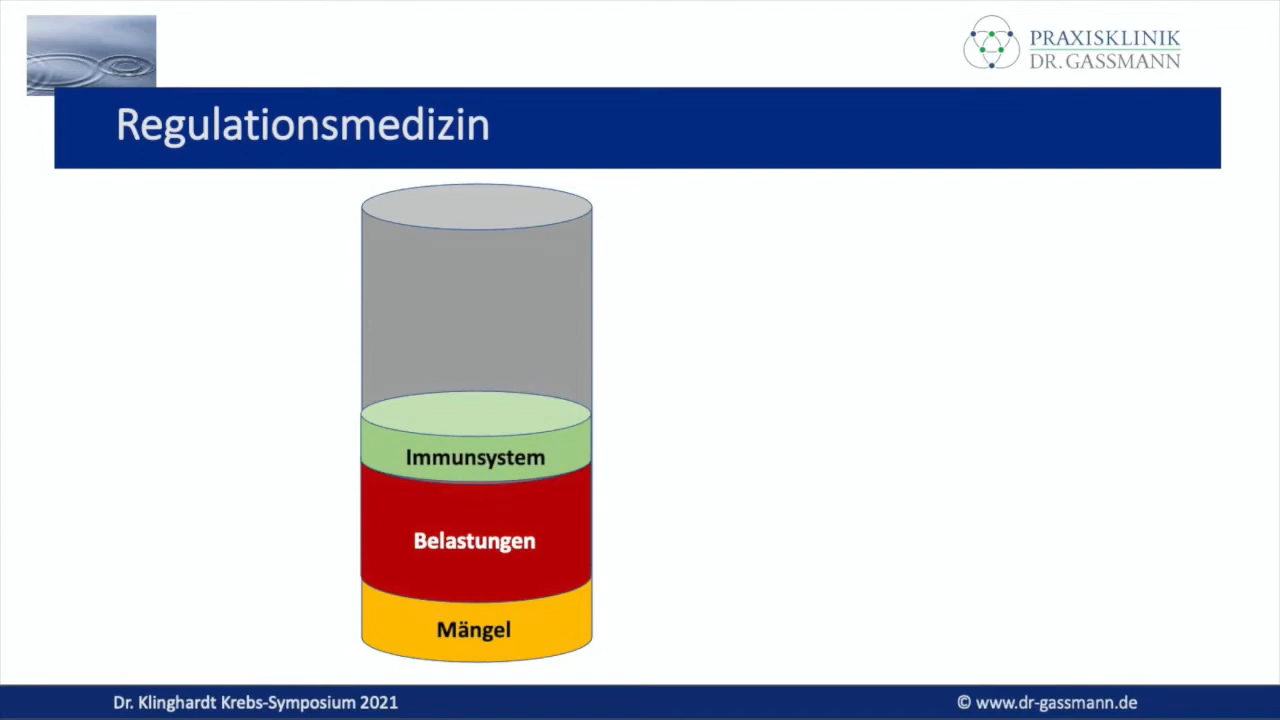 PRAXISKLINIK
DR. GASSMANN
Regulationsmedizin
Immunsystem
Belastungen
Mängel
Dr. Klinghardt Krebs-Symposium 2021
© www.dr-gassmann.de